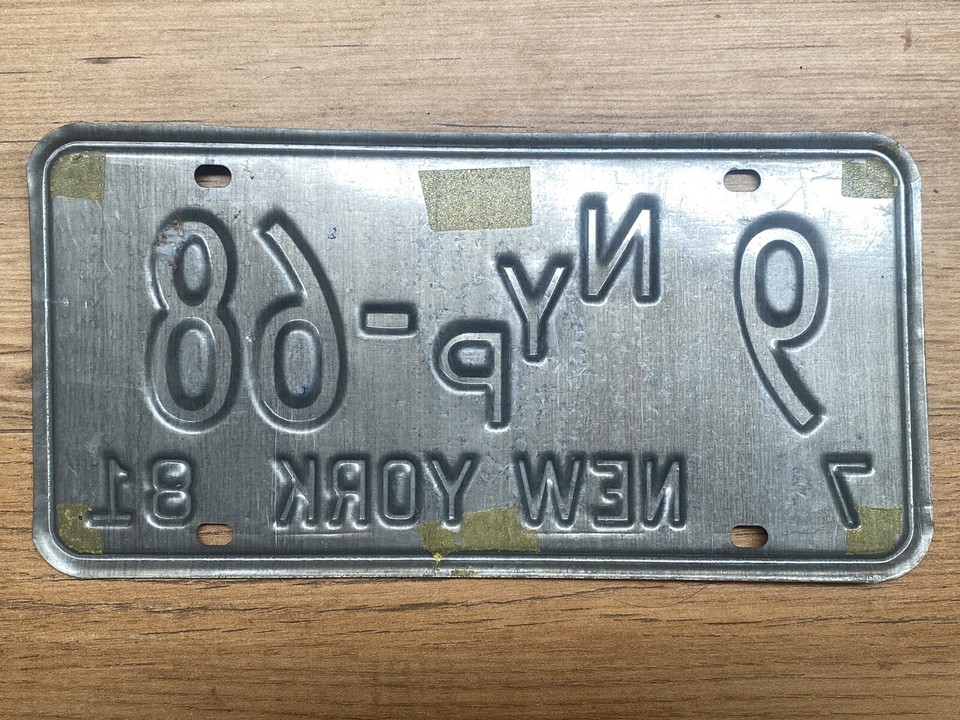 9 NYP-68
7 NEW YORK 81